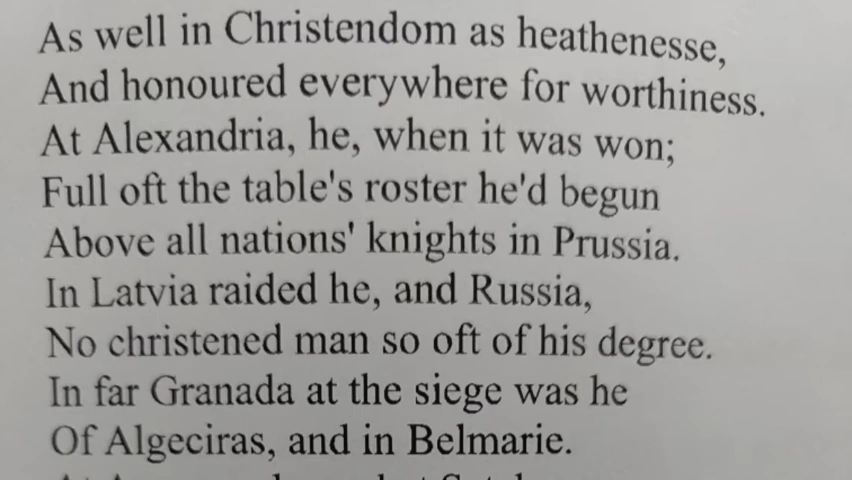 As well in Christendom as heathenesse,
And honoured everywhere for worthiness.
At Alexandria, he, when it was won;
Full oft the table's roster he'd begun
Above all nations' knights in Prussia.
In Latvia raided he, and Russia,
No christened man so oft of his degree.
In far Granada at the siege was he
Of Algeciras, and in Belmarie.